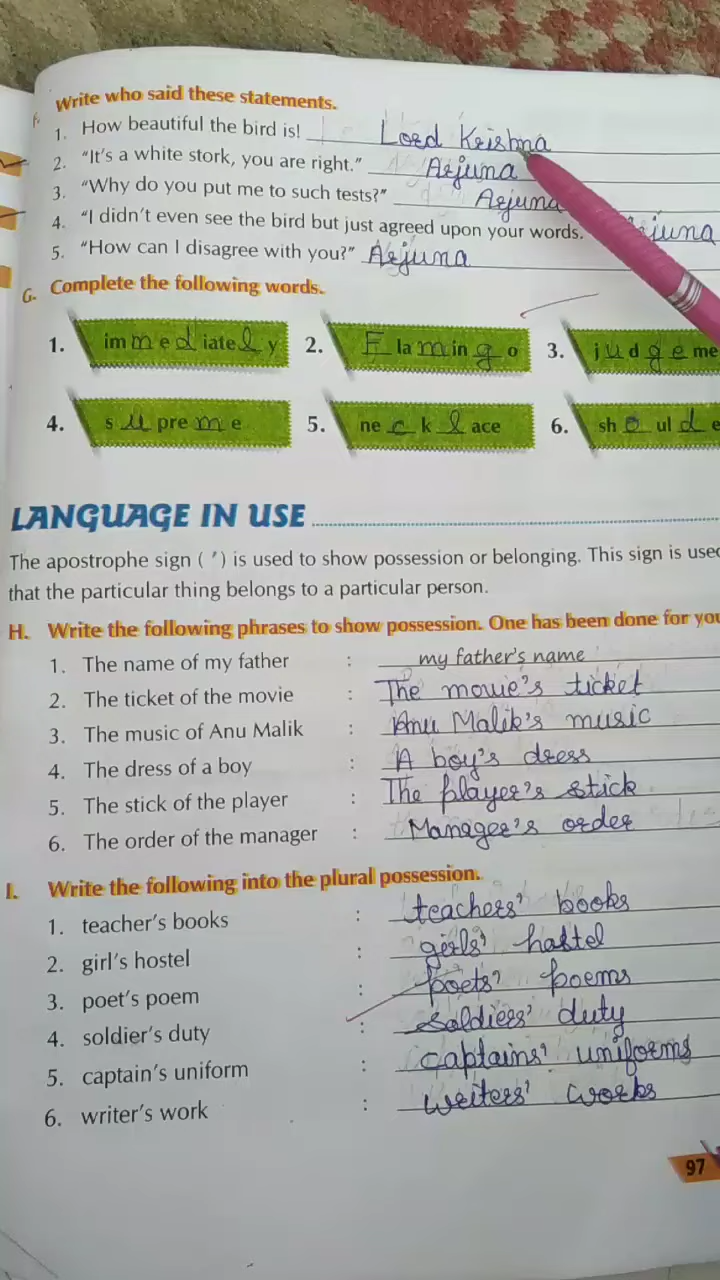 Write who said these statements.
1. How beautiful the bird is! Lord Krishna
2. "It's a white stork, you are right." Arjuna
3. "Why do you put me to such tests?" Arjuna
4. "I didn't even see the bird but just agreed upon your words. Arjuna
5. "How can I disagree with you?" Arjuna
G. Complete the following words.
1. immediately 2. Flamingo 3. judgeme
4. supreme 5. necklace 6. shoulde
LANGUAGE IN USE
The apostrophe sign ( ' ) is used to show possession or belonging. This sign is used
that the particular thing belongs to a particular person.
H. Write the following phrases to show possession. One has been done for you
1. The name of my father : my father's name
2. The ticket of the movie : The movie's ticket
3. The music of Anu Malik : Anu Malik's music
4. The dress of a boy : A boy's dress
5. The stick of the player : The player's stick
6. The order of the manager : Manager's order
I. Write the following into the plural possession.
1. teacher's books : teachers' books
2. girl's hostel : girls' hostel
3. poet's poem : poets' poems
4. soldier's duty : soldiers' duty
5. captain's uniform : captains' uniforms
6. writer's work : writers' works
97